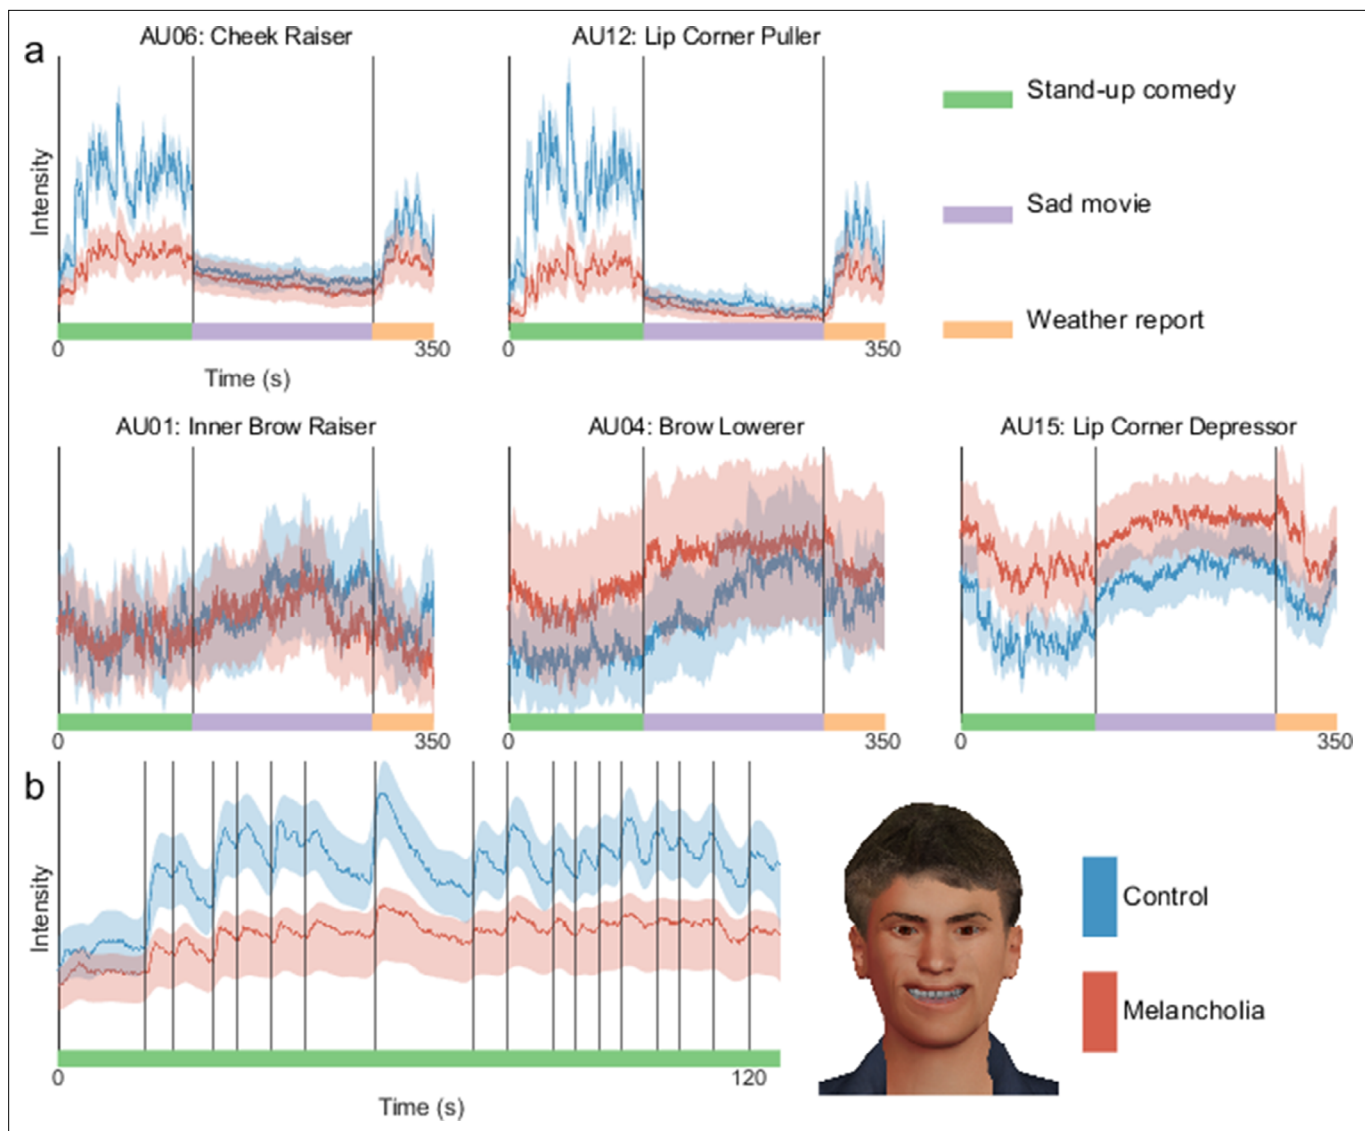 a
AU06: Cheek Raiser
AU12: Lip Corner Puller
Intensity
0
350
Time (s)
0
350
Stand-up comedy
Sad movie
Weather report
AU01: Inner Brow Raiser
AU04: Brow Lowerer
AU15: Lip Corner Depressor
0
350
0
350
0
350
b
Intensity
0
120
Time (s)
Control
Melancholia